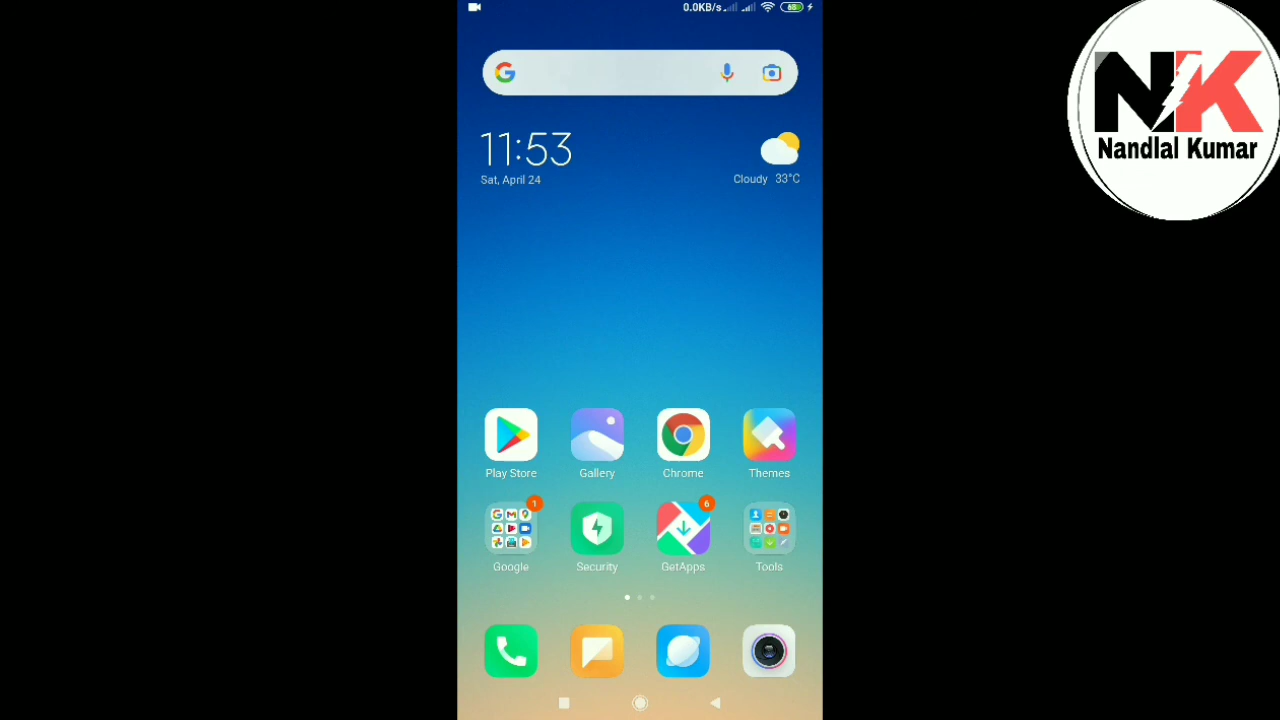 0.0KB/s
68
11:53
Sat, April 24
Cloudy 33°C
Play Store
Gallery
Chrome
Themes
1
6
Google
Security
GetApps
Tools
NK
Nandlal Kumar